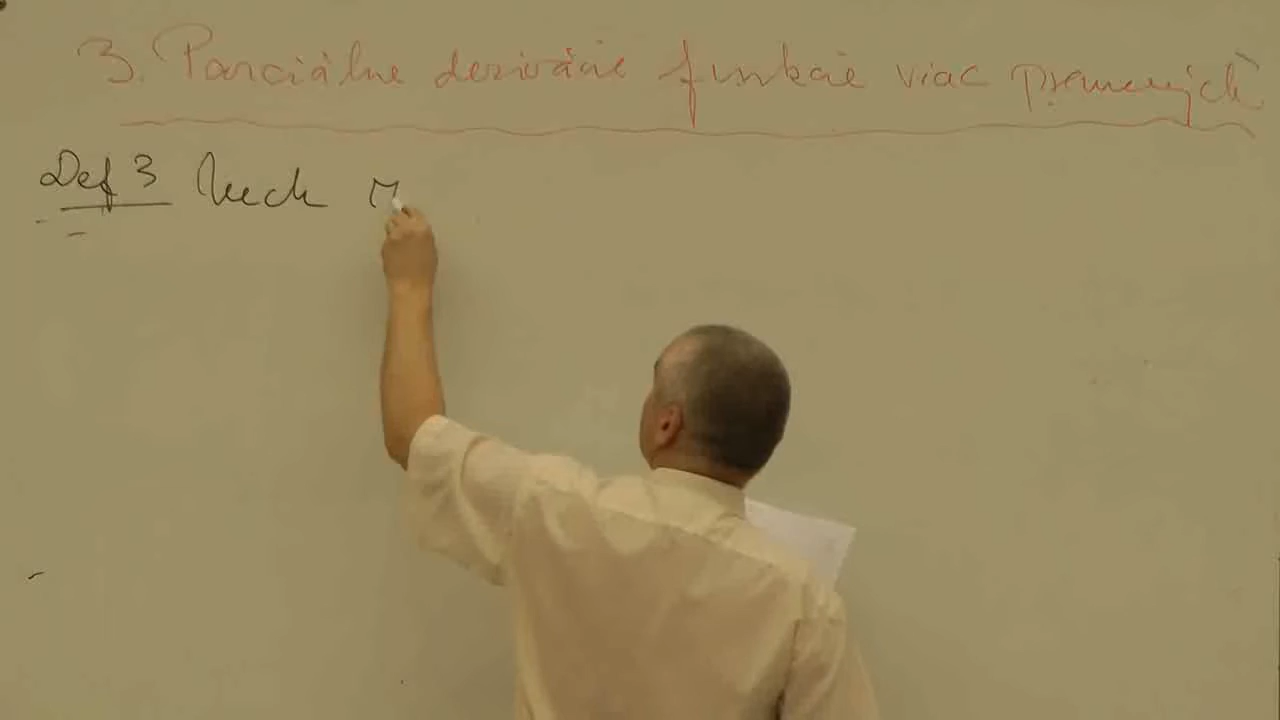 3. Parciálne derivácie funkcie viac premenných
Def 3 Nech